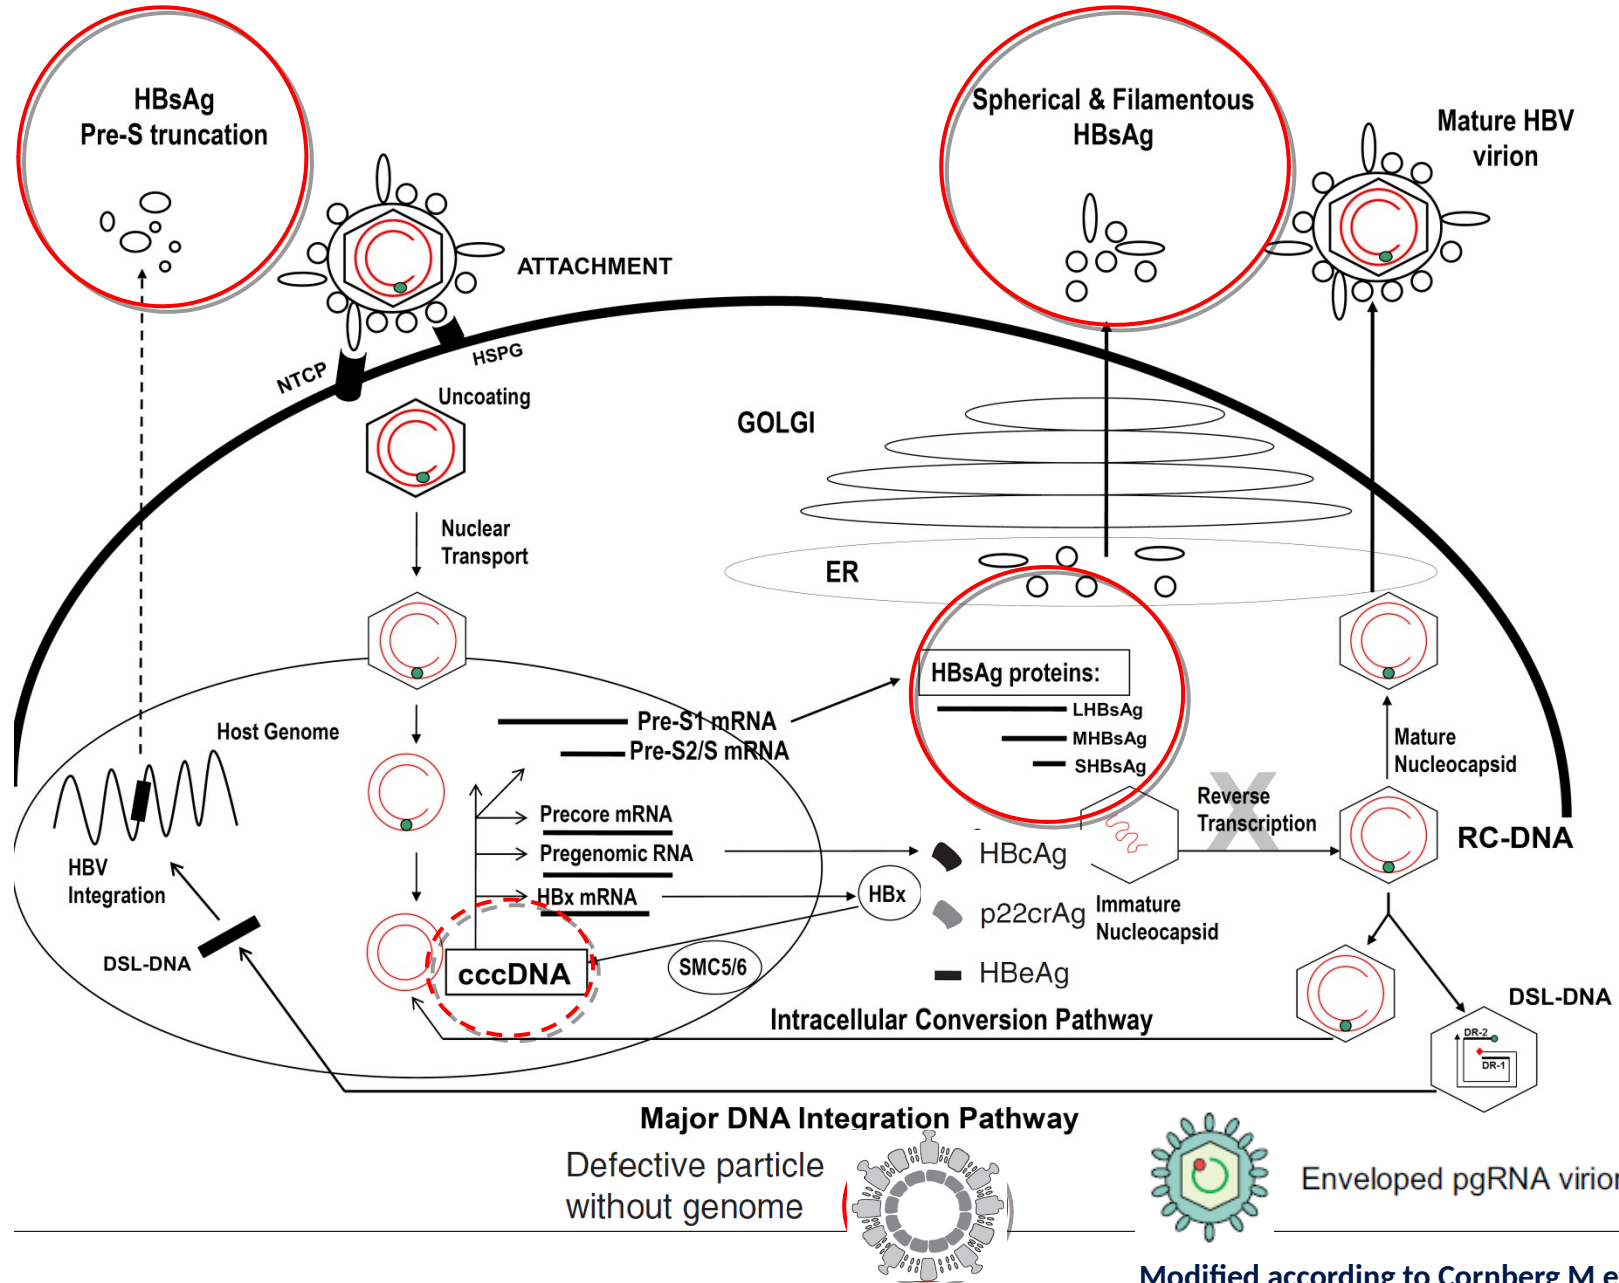 HBsAg
Pre-S truncation
Spherical & Filamentous
HBsAg
Mature HBV
virion
ATTACHMENT
NTCP
HSPG
Uncoating
GOLGI
Nuclear
Transport
ER
HBsAg proteins:
LHBsAg
MHBsAg
SHBsAg
Host Genome
Pre-S1 mRNA
Pre-S2/S mRNA
Precore mRNA
Pregenomic RNA
HBx mRNA
HBx
HBcAg
p22crAg
HBeAg
Immature
Nucleocapsid
Reverse
Transcription
X
Mature
Nucleocapsid
RC-DNA
HBV
Integration
DSL-DNA
cccDNA
SMC5/6
Intracellular Conversion Pathway
DSL-DNA
DR-2
DR-1
Major DNA Integration Pathway
Defective particle
without genome
Enveloped pgRNA virion
Modified according to Cornberg M e